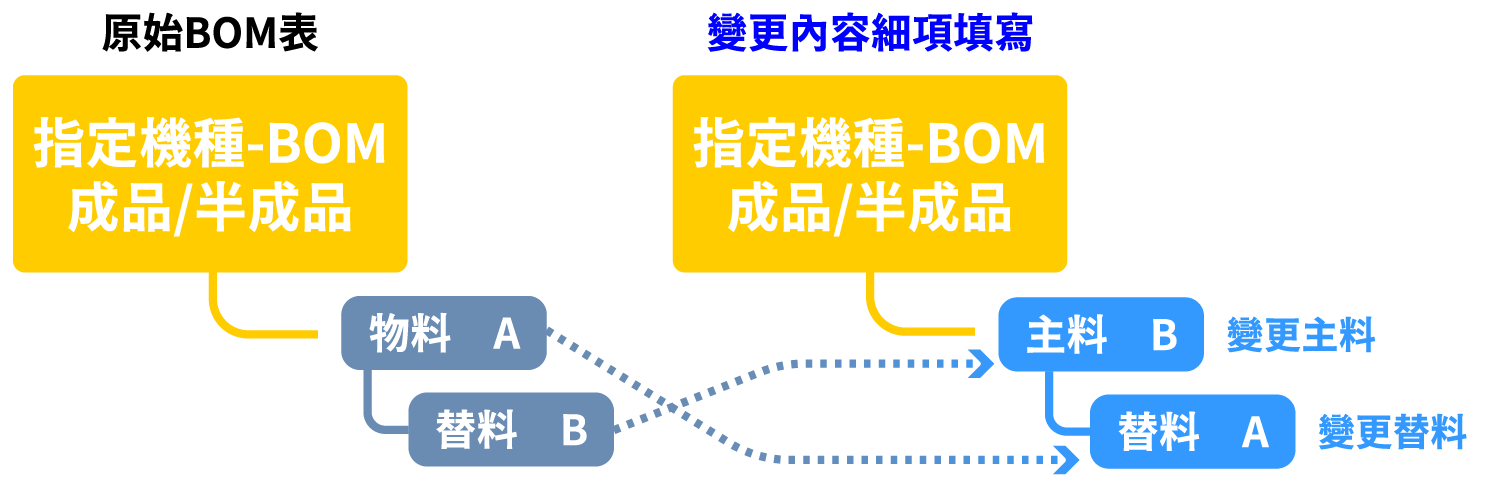 原始BOM表
指定機種-BOM
成品/半成品
物料 A
替料 B
變更內容細項填寫
指定機種-BOM
成品/半成品
主料 B
變更主料
替料 A
變更替料